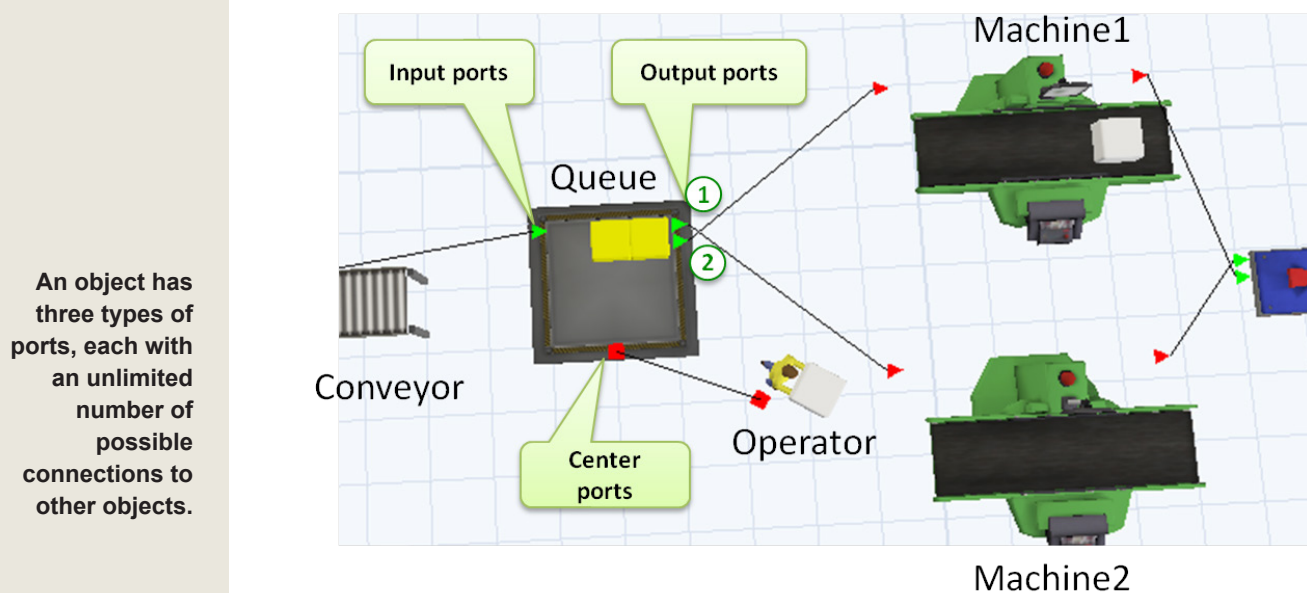 An object has
three types of
ports, each with
an unlimited
number of
possible
connections to
other objects.
Machine1
Input ports
Output ports
Queue
1
2
Conveyor
Operator
Center
ports
Machine2